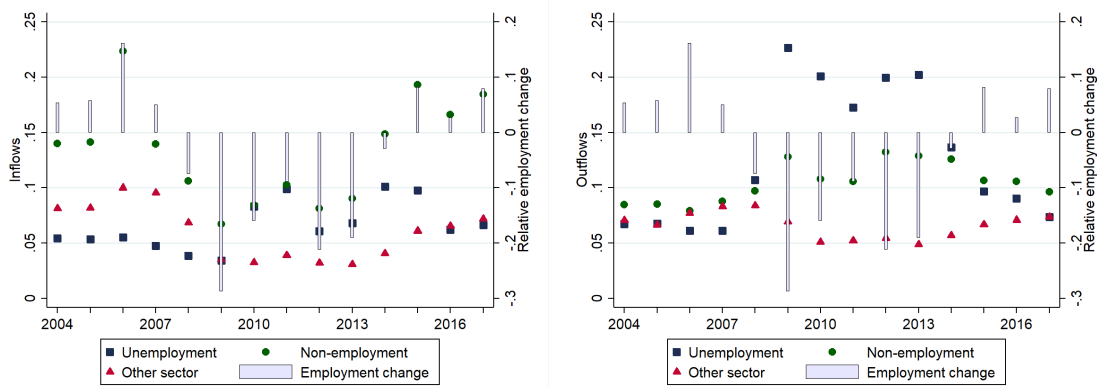 .25
.2
.15
.1
.05
0
Inflows
.2
.1
0
-.1
-.2
-.3
Relative employment change
2004 2007 2010 2013 2016
Unemployment Non-employment
Other sector Employment change
.25
.2
.15
.1
.05
0
Outflows
.2
.1
0
-.1
-.2
-.3
Relative employment change
2004 2007 2010 2013 2016
Unemployment Non-employment
Other sector Employment change